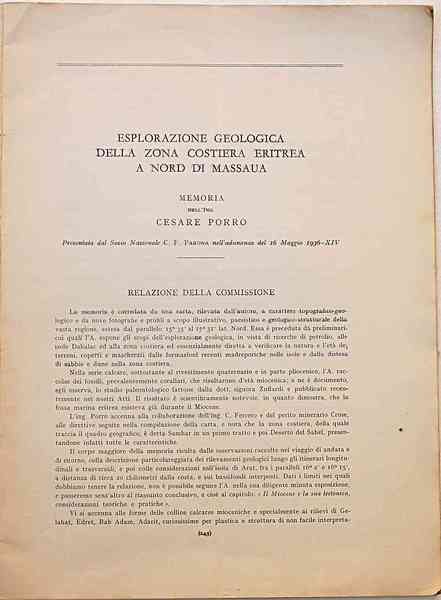 ESPLORAZIONE GEOLOGICA
DELLA ZONA COSTIERA ERITREA
A NORD DI MASSAUA
MEMORIA
DELL'ING.
CESARE PORRO
Presentata dal Socio Nazionale C. F. PARONA nell'adunanza del 16 Maggio 1936-XIV
RELAZIONE DELLA COMMISSIONE
La memoria è corredata da una carta, rilevata dall'autore, a carattere topografico-geo-
logico e da nove fotografie e profili a scopo illustrativo, paesistico e geologico-strutturale della
vasta regione, estesa dal parallelo 15° 35' al 17° 32' lat. Nord. Essa è preceduta da preliminari,
coi quali l'A. espone gli scopi dell'esplorazione geologica, in vista di ricerche di petrolio, alle
isole Dahalac ed alla zona costiera ed essenzialmente diretta a verificare la natura e l'età dei
terreni, coperti e mascherati dalle formazioni recenti madreporiche nelle isole e dalla distesa
di sabbie e dune nella zona costiera.
Nella serie calcare, sottostante al rivestimento quaternario e in parte pliocenico, l'A. rac-
colse dei fossili, prevalentemente corallari, che risultarono d'età miocenica; e ne è documento,
egli osserva, lo studio paleontologico fattone dalla dott. signora Zuffardi e pubblicato recen-
temente nei nostri Atti. Il risultato è scientificamente notevole, in quanto dimostra, che la
fossa marina eritrea esisteva già durante il Miocene.
L'ing. Porro accenna alla collaborazione dell'ing. C. Ferrero e del perito minerario Crose,
alle direttive seguite nella compilazione della carta, e nota che la zona costiera, della quale
traccia il quadro geografico, è detta Samhar in un primo tratto e poi Deserto del Sahel, presen-
tandone infatti tutte le caratteristiche.
Il corpo maggiore della memoria risulta dalle osservazioni raccolte nel viaggio di andata e
di ritorno, colla descrizione particolareggiata dei rilevamenti geologici lungo gli itinerari longitu-
dinali e trasversali, e poi colle considerazioni sull'isola di Arat, fra i paralleli 16° 2' e 16° 15',
a distanza di circa 20 chilometri dalla costa, e sui bassifondi interposti. Dati i limiti nei quali
dobbiamo tenere la relazione, non è possibile seguire l'A. nella sua diligente minuta esposizione,
e passeremo senz'altro al riassunto conclusivo, e cioè al capitolo: « Il Miocene e la sua tettonica,
considerazioni teoriche e pratiche ».
Vi si accenna alle forme delle colline calcaree mioceniche e specialmente ai rilievi di Ge-
lahat, Edret, Bab Adam, Adarit, curiosissime per plastica e struttura di non facile interpreta-
(243)